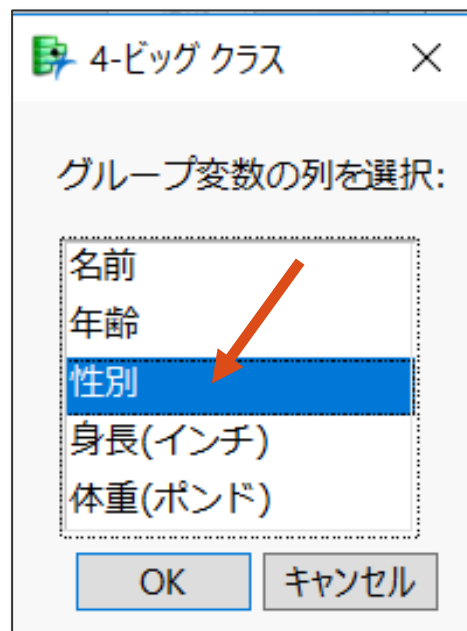 4-ビッグ クラス
グループ変数の列を選択:
名前
年齢
性別
身長(インチ)
体重(ポンド)
OK キャンセル